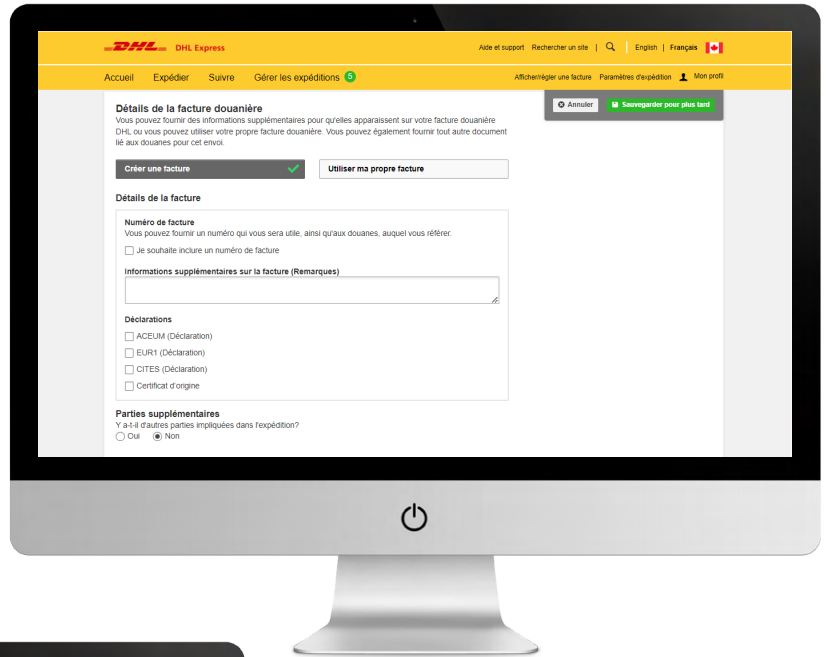 DHL DHL Express
Aide et support Rechercher un site | English | Français
Accueil Expédier Suivre Gérer les expéditions 5
Afficher/régler une facture Paramètres d'expédition Mon profil
Annuler Sauvegarder pour plus tard
Détails de la facture douanière
Vous pouvez fournir des informations supplémentaires pour qu'elles apparaissent sur votre facture douanière
DHL ou vous pouvez utiliser votre propre facture douanière. Vous pouvez également fournir tout autre document
lié aux douanes pour cet envoi.
Créer une facture
Utiliser ma propre facture
Détails de la facture
Numéro de facture
Vous pouvez fournir un numéro qui vous sera utile, ainsi qu'aux douanes, auquel vous référer.
Je souhaite inclure un numéro de facture
Informations supplémentaires sur la facture (Remarques)
Déclarations
ACEUM (Déclaration)
EUR1 (Déclaration)
CITES (Déclaration)
Certificat d'origine
Parties supplémentaires
Y a-t-il d'autres parties impliquées dans l'expédition?
Oui Non